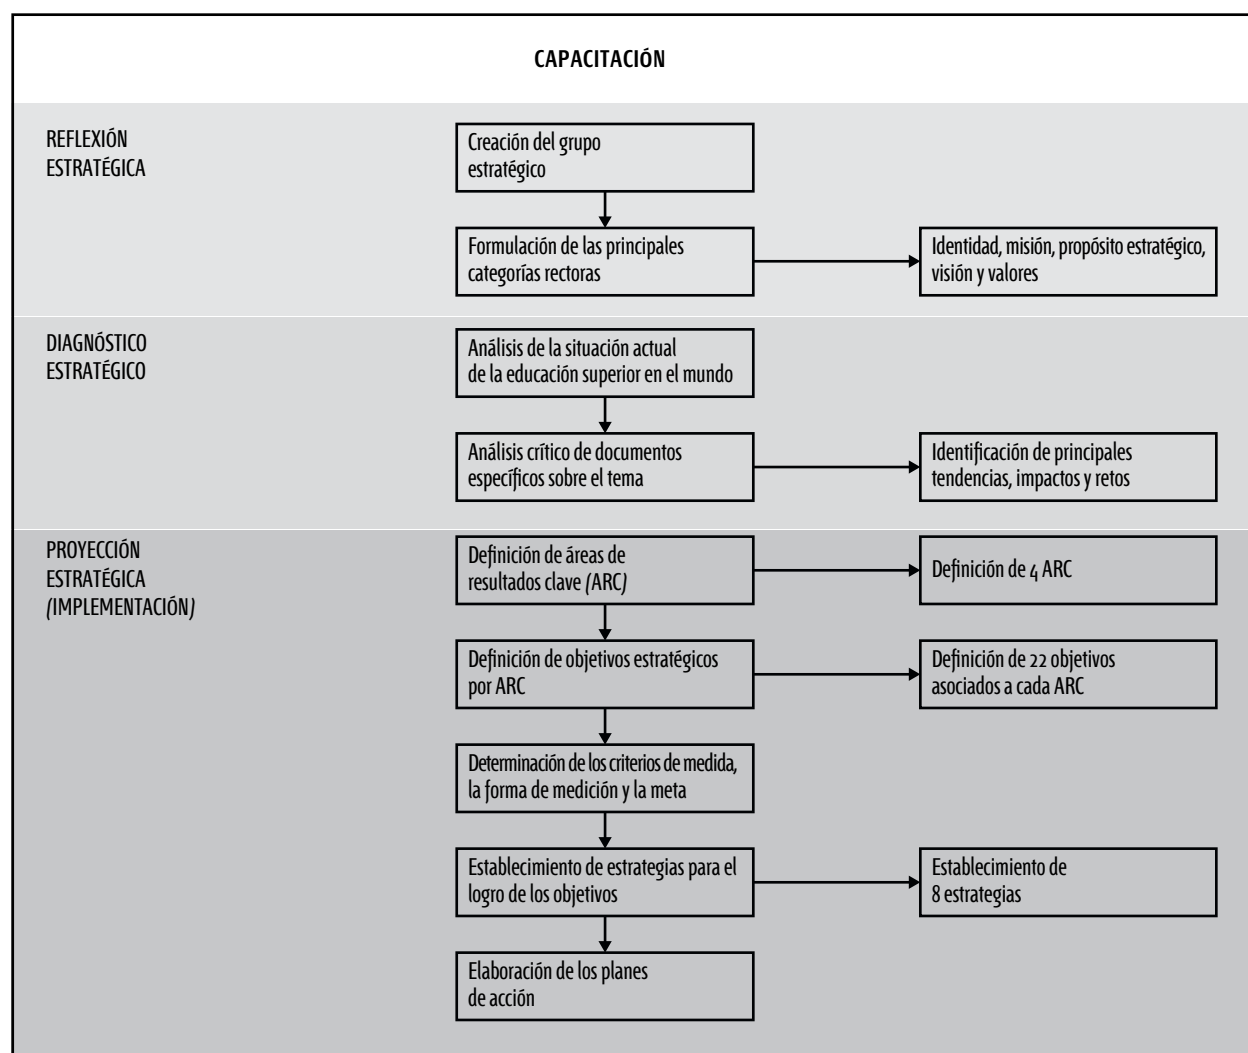 CAPACITACIÓN
REFLEXIÓN
ESTRATÉGICA
Creación del grupo
estratégico
Formulación de las principales
categorías rectoras
Identidad, misión, propósito estratégico,
visión y valores
DIAGNÓSTICO
ESTRATÉGICO
Análisis de la situación actual
de la educación superior en el mundo
Análisis crítico de documentos
específicos sobre el tema
Identificación de principales
tendencias, impactos y retos
PROYECCIÓN
ESTRATÉGICA
(IMPLEMENTACIÓN)
Definición de áreas de
resultados clave (ARC)
Definición de 4 ARC
Definición de objetivos estratégicos
por ARC
Definición de 22 objetivos
asociados a cada ARC
Determinación de los criterios de medida,
la forma de medición y la meta
Establecimiento de estrategias para el
logro de los objetivos
Establecimiento de
8 estrategias
Elaboración de los planes
de acción